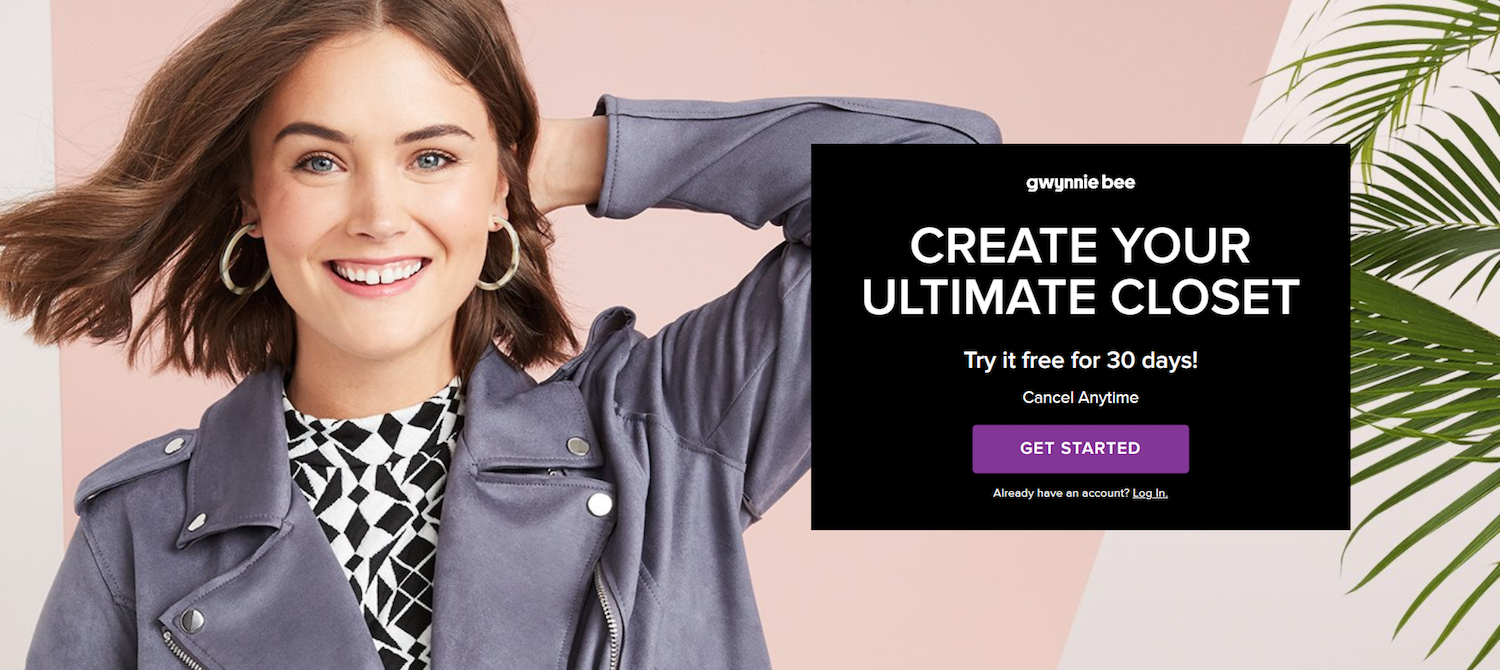 gwynnie bee
CREATE YOUR
ULTIMATE CLOSET
Try it free for 30 days!
Cancel Anytime
GET STARTED
Already have an account? Log In.